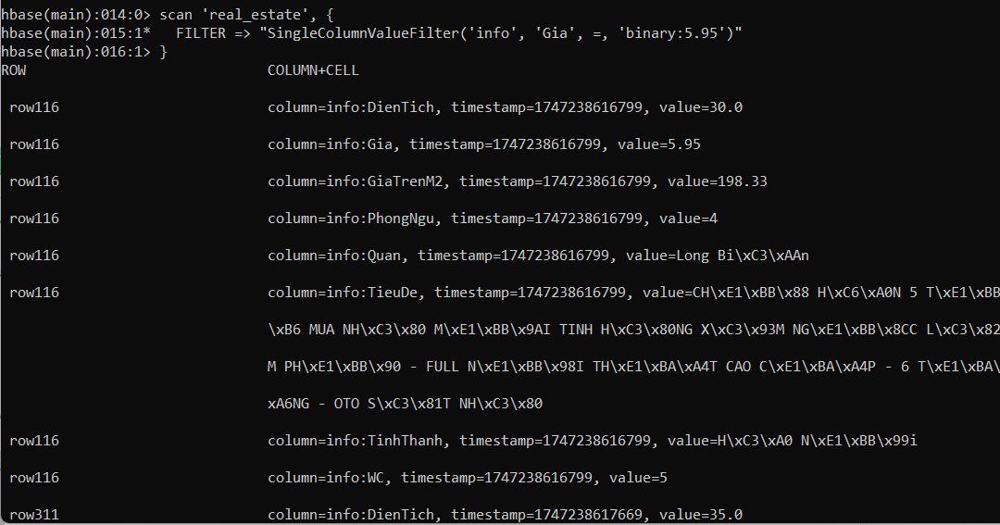 hbase(main):014:0> scan 'real_estate', {
hbase(main):015:1*   FILTER => "SingleColumnValueFilter('info', 'Gia', =, 'binary:5.95')"
hbase(main):016:1> }
ROW                             COLUMN+CELL
row116                         column=info:DienTich, timestamp=1747238616799, value=30.0
row116                         column=info:Gia, timestamp=1747238616799, value=5.95
row116                         column=info:GiaTrenM2, timestamp=1747238616799, value=198.33
row116                         column=info:PhongNgu, timestamp=1747238616799, value=4
row116                         column=info:Quan, timestamp=1747238616799, value=Long Bi\xC3\xAAn
row116                         column=info:TieuDe, timestamp=1747238616799, value=CH\xE1\xBB\x88 H\xC6\xA0N 5 T\xE1\xBB
\xB6 MUA NH\xC3\x80 M\xE1\xBB\x9AI TINH H\xC3\x80NG X\xC3\x93M NG\xE1\xBB\x8CC L\xC3\x82
M PH\xE1\xBB\x90 - FULL N\xE1\xBB\x98I TH\xE1\xBA\xA4T CAO C\xE1\xBA\xA4P - 6 T\xE1\xBA\
xA6NG - OTO S\xC3\x81T NH\xC3\x80
row116                         column=info:TinhThanh, timestamp=1747238616799, value=H\xC3\xA0 N\xE1\xBB\x99i
row116                         column=info:WC, timestamp=1747238616799, value=5
row311                         column=info:DienTich, timestamp=1747238617669, value=35.0